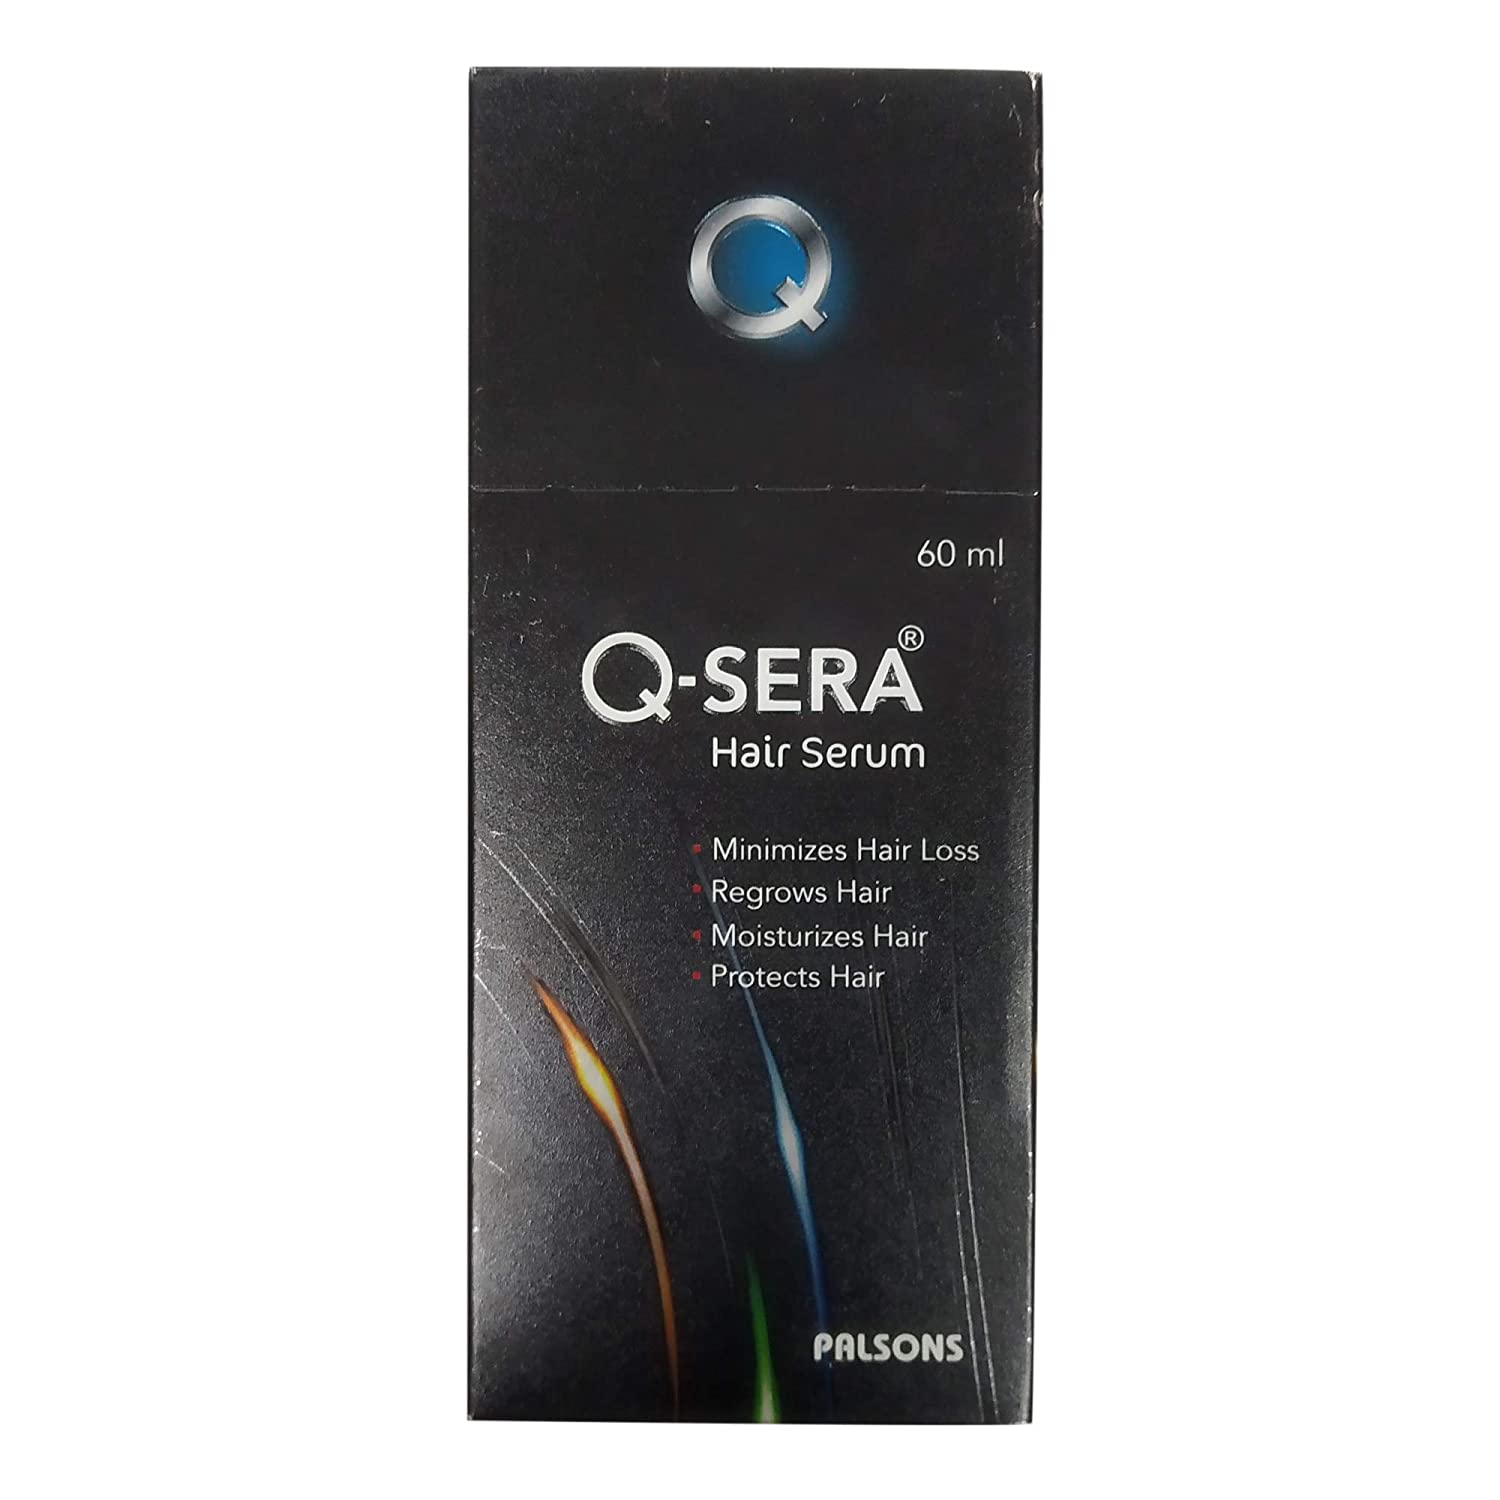 Q
60 ml
Q-SERA®
Hair Serum
Minimizes Hair Loss
Regrows Hair
Moisturizes Hair
Protects Hair
PALSONS